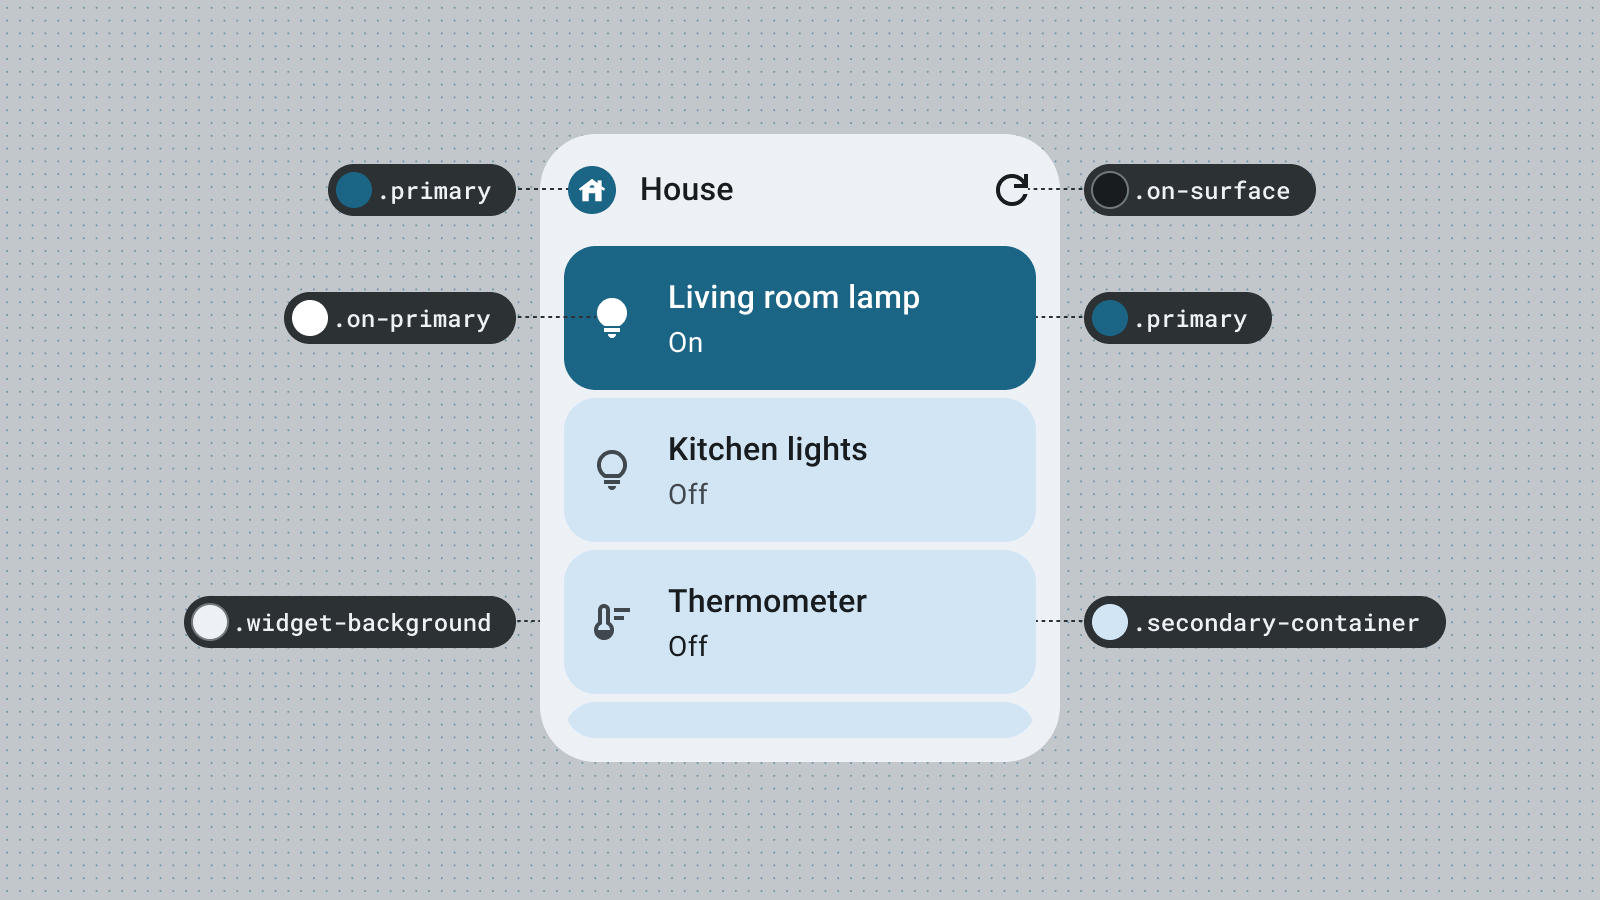 .primary
House
.on-surface
Living room lamp
On
.on-primary
.primary
Kitchen lights
Off
Thermometer
Off
.widget-background
.secondary-container